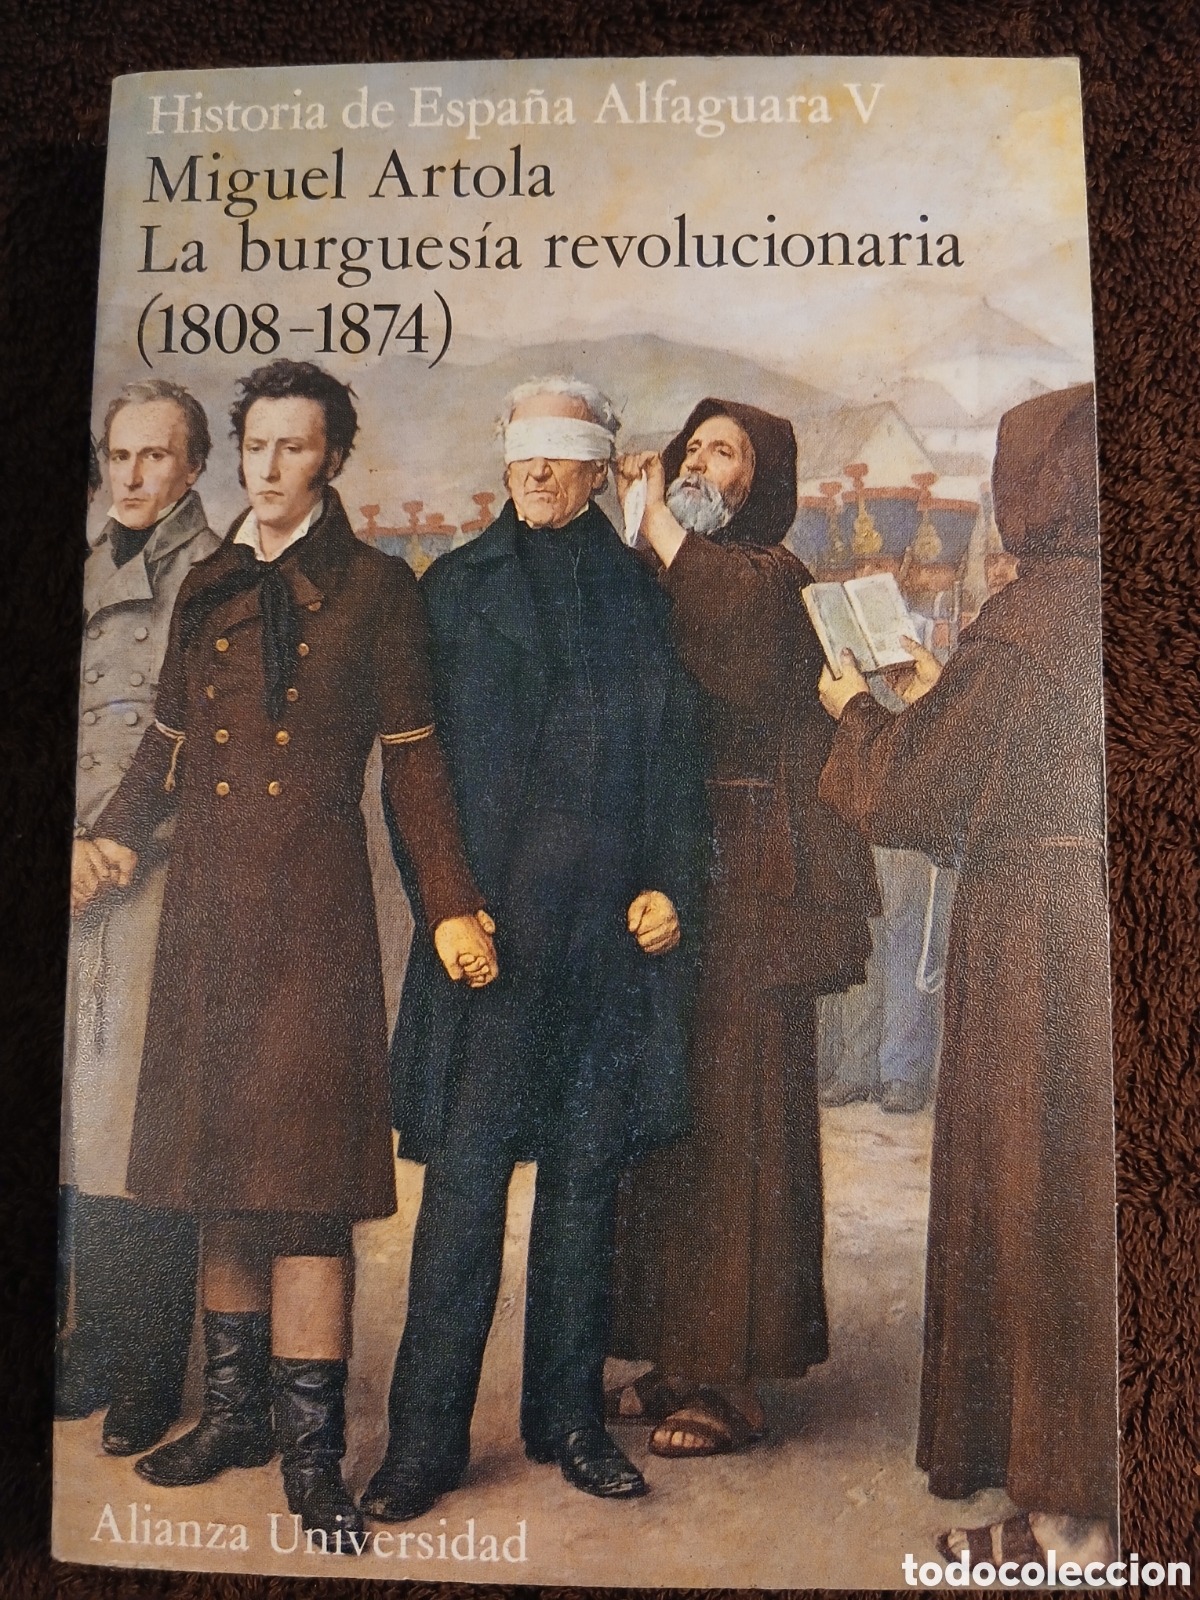 Historia de España Alfaguara V
Miguel Artola
La burguesía revolucionaria
(1808-1874)
Alianza Universidad
todocoleccion